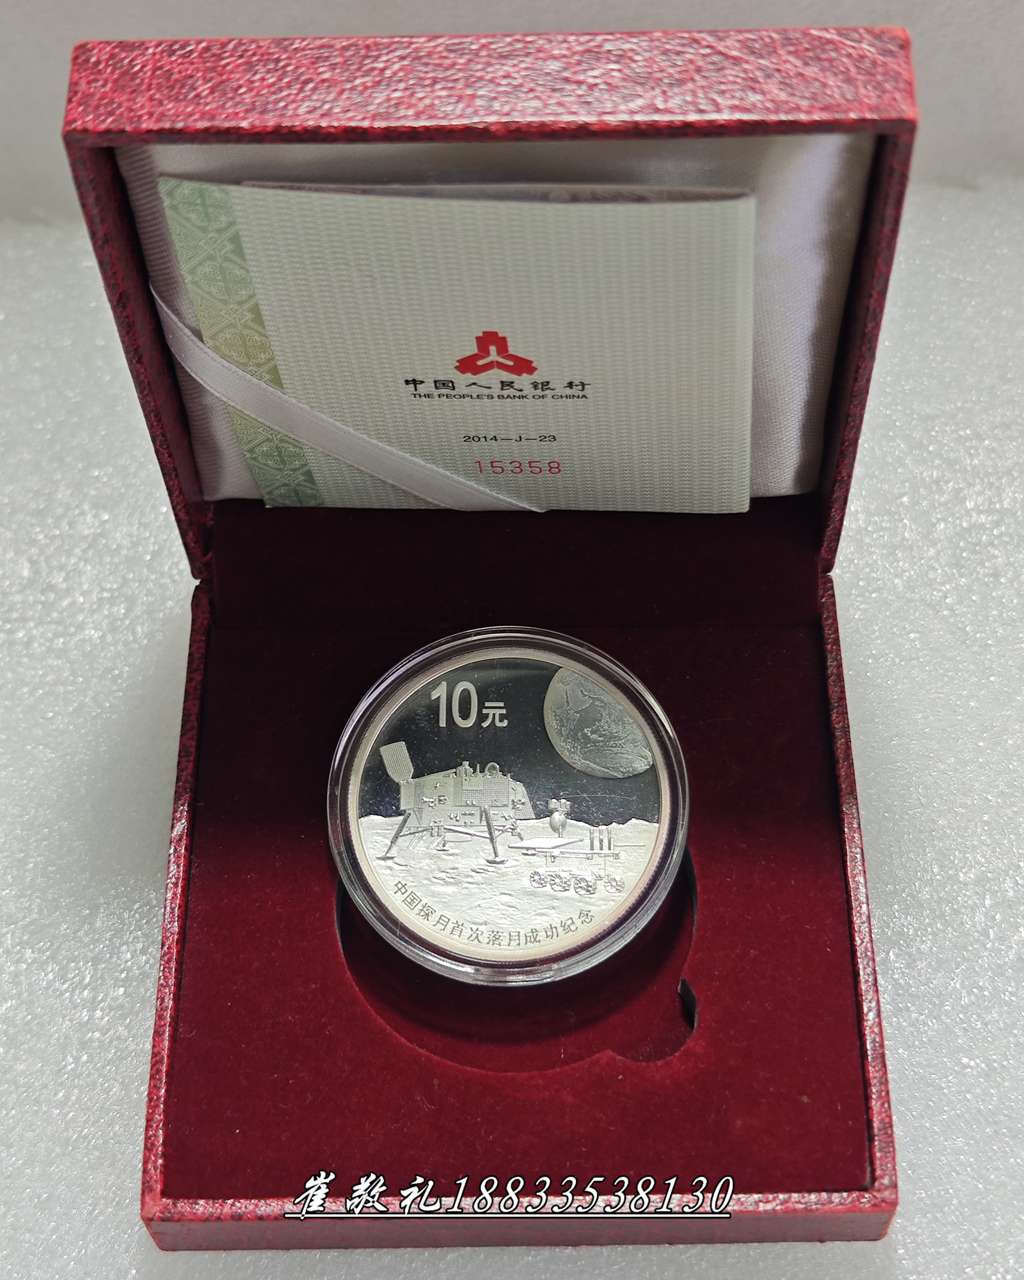 中国人民银行
THE PEOPLE'S BANK OF CHINA
2014-J-23
15358
10元
中国探月首次落月成功纪念
崔敬礼18833538130